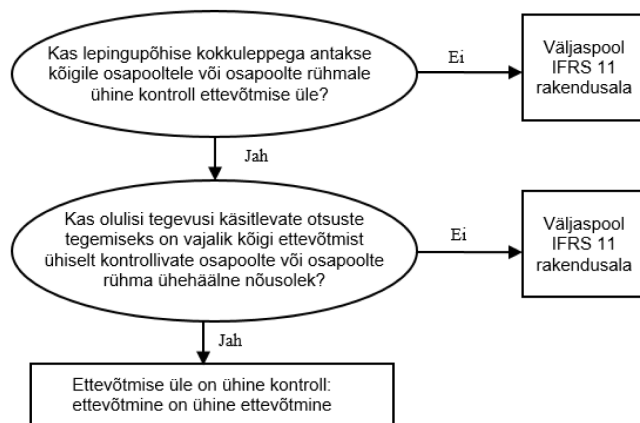 Kas lepingupõhise kokkuleppega antakse
kõigile osapooltele või osapoolte rühmale
ühine kontroll ettevõtmise üle?
Ei
Väljaspool
IFRS 11
rakendusala
Jah
Kas olulisi tegevusi käsitlevate otsuste
tegemiseks on vajalik kõigi ettevõtmist
ühiselt kontrollivate osapoolte või osapoolte
rühma ühehäälne nõusolek?
Ei
Väljaspool
IFRS 11
rakendusala
Jah
Ettevõtmise üle on ühine kontroll:
ettevõtmine on ühine ettevõtmine